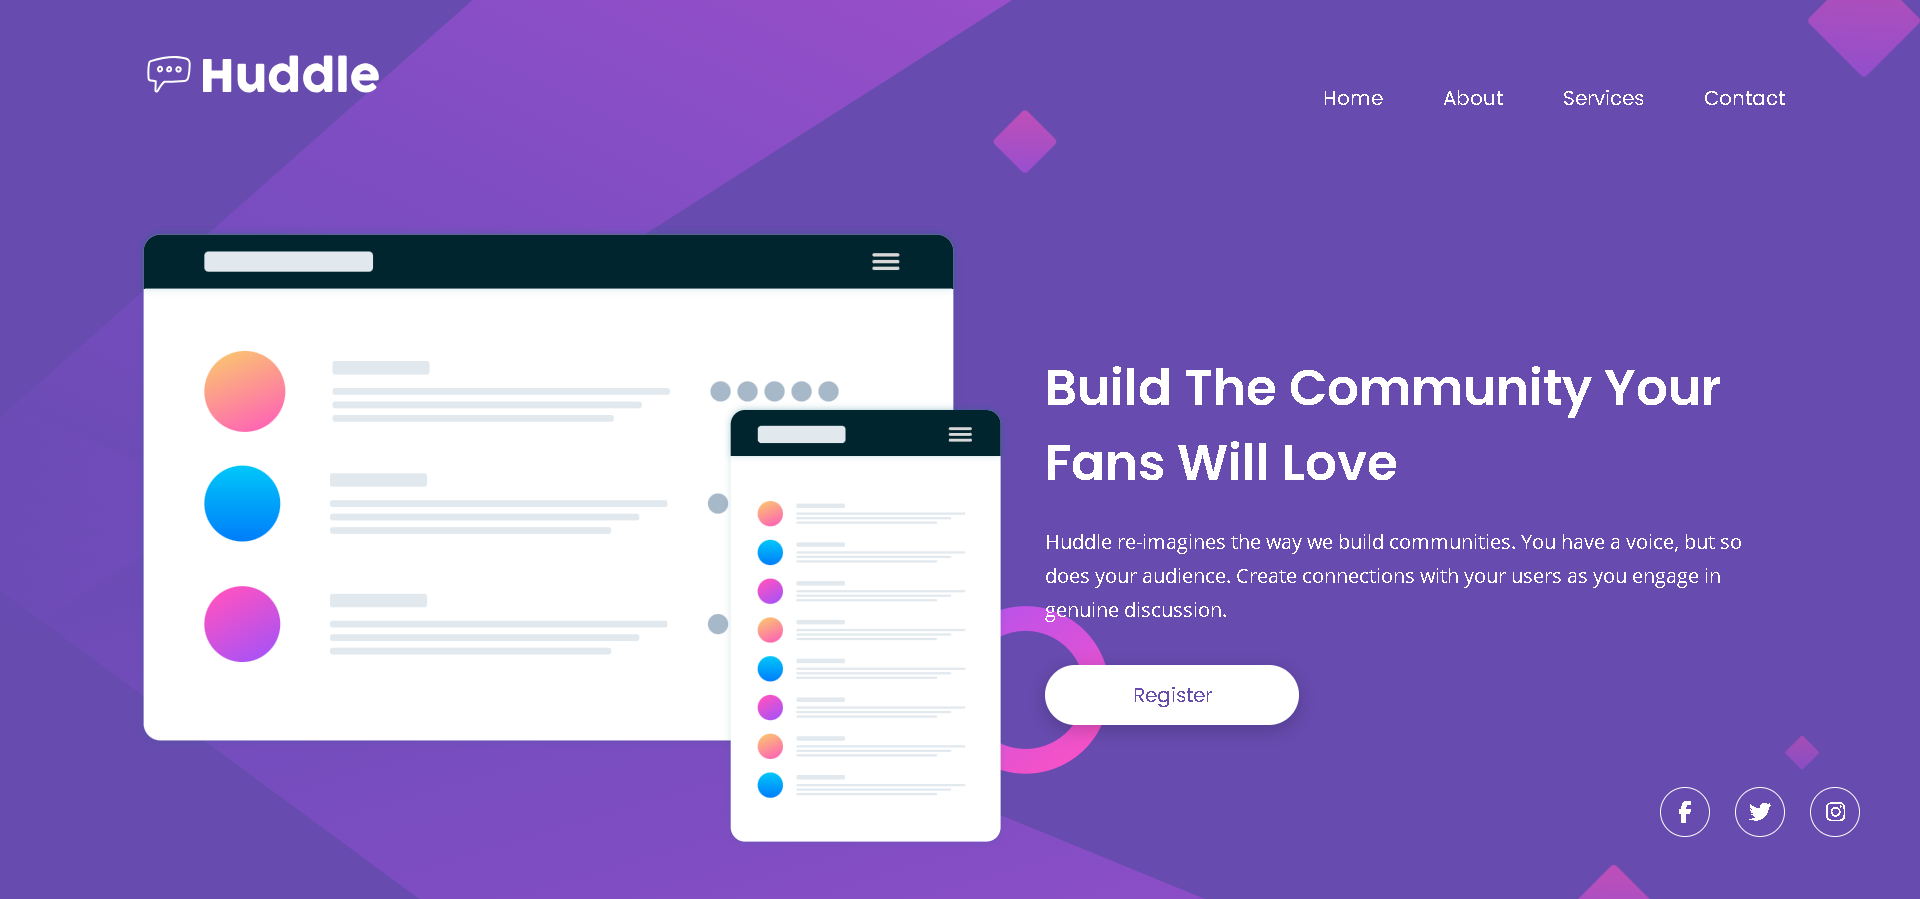 Huddle
Home About Services Contact
Build The Community Your
Fans Will Love
Huddle re-imagines the way we build communities. You have a voice, but so
does your audience. Create connections with your users as you engage in
genuine discussion.
Register